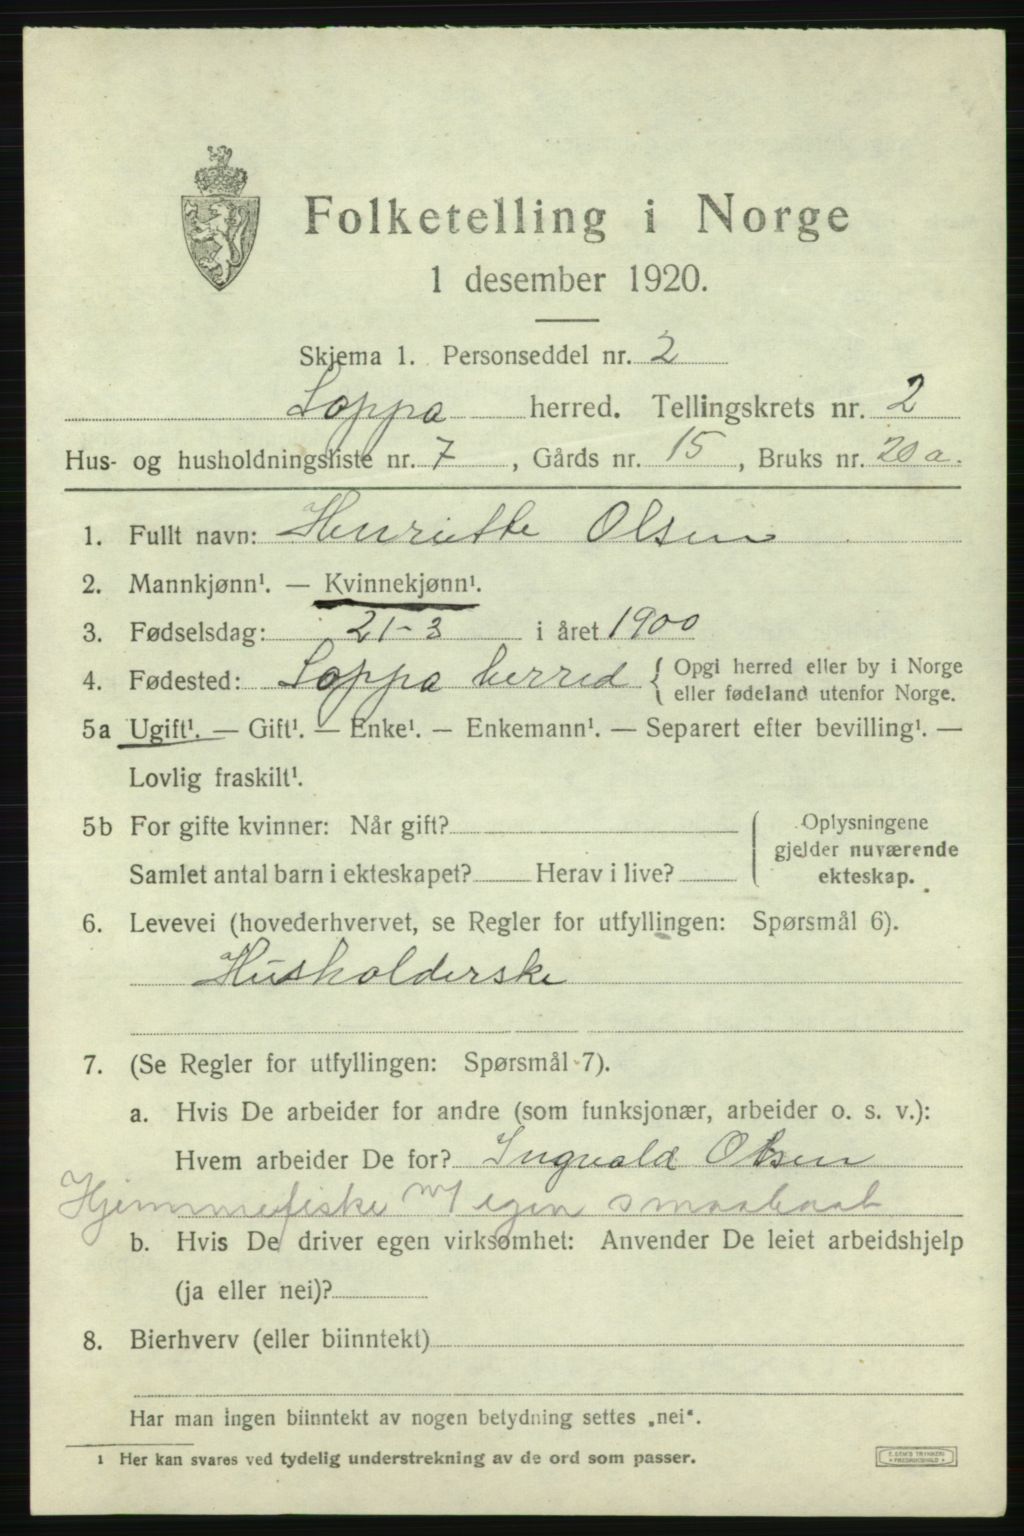 Folketelling i Norge
1 desember 1920.
Skjema 1. Personseddel nr. 2
Loppa herred. Tellingskrets nr. 2
Hus- og husholdningsliste nr. 7, Gårds nr. 15, Bruks nr. 20 a.
1. Fullt navn: Henriette Olsen
2. Mannkjønn¹. — Kvinnekjønn¹.
3. Fødselsdag: 21-3 i året 1900
4. Fødested: Loppa herred { Opgi herred eller by i Norge
eller fødeland utenfor Norge.
5a Ugift¹. — Gift¹. — Enke¹. — Enkemann¹. — Separert efter bevilling¹. —
Lovlig fraskilt¹.
5b For gifte kvinner: Når gift?
Samlet antal barn i ekteskapet? Herav i live?
Oplysningene
gjelder nuværende
ekteskap.
6. Levevei (hovederhvervet, se Regler for utfyllingen: Spørsmål 6).
Husholderske
7. (Se Regler for utfyllingen: Spørsmål 7).
a. Hvis De arbeider for andre (som funksjonær, arbeider o. s. v.):
Hvem arbeider De for? Ingvald Olsen
Hjemmefiske m/ egen smaabaat
b. Hvis De driver egen virksomhet: Anvender De leiet arbeidshjelp
(ja eller nei)?
8. Bierhverv (eller biinntekt)
Har man ingen biinntekt av nogen betydning settes „nei“.
¹ Her kan svares ved tydelig understrekning av de ord som passer.
E. SEM'S TRYKKERI
FREDRIKSHALD